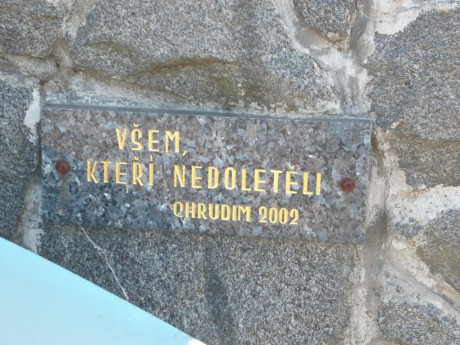 VŠEM,
KTEŘÍ NEDOLETĚLI
CHRUDIM 2002